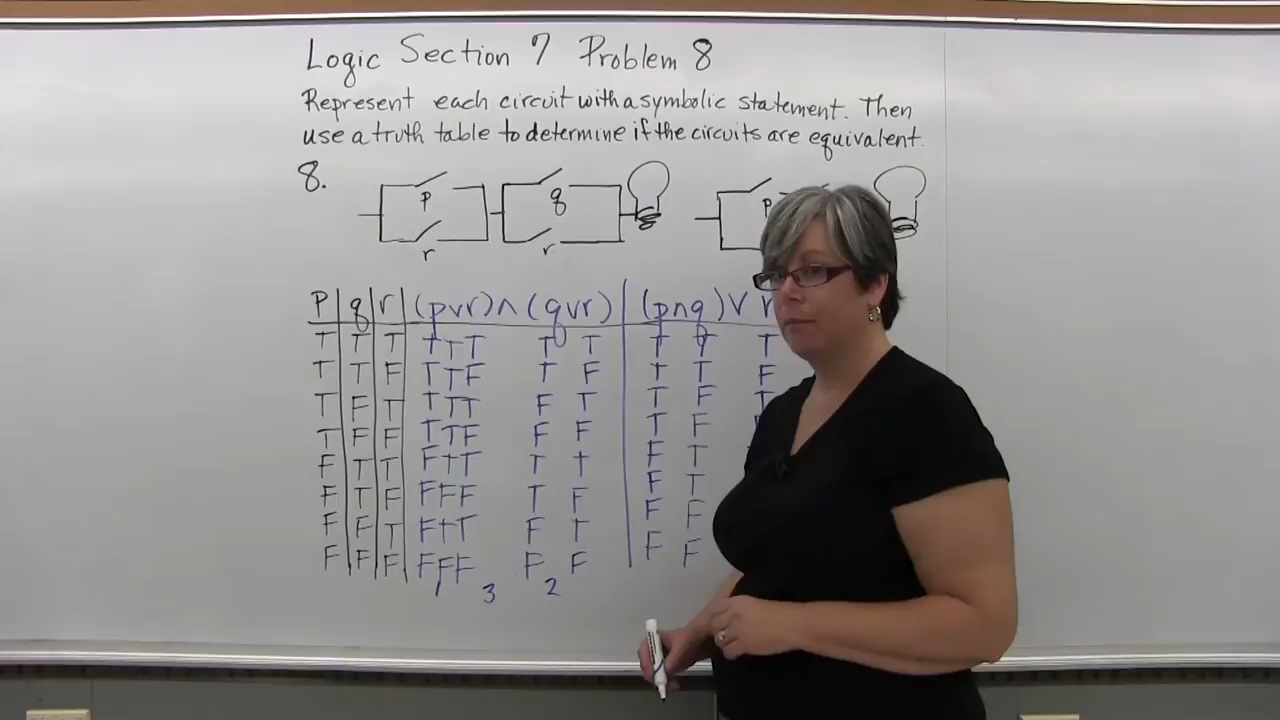 Logic Section 7 Problem 8
Represent each circuit with a symbolic statement. Then
use a truth table to determine if the circuits are equivalent.
8.
p q p
r r
p q r (p∨r)∧(q∨r) (p∧q)∨ r
T T T T T T T T T T T
T T F T T F T F T T F
T F T T T T F T T F T
T F F T T F F F T F
F T T F T T T T F T
F T F F F F T F F T
F F T F T T F T F F
F F F F F F F F F F
1 3 2